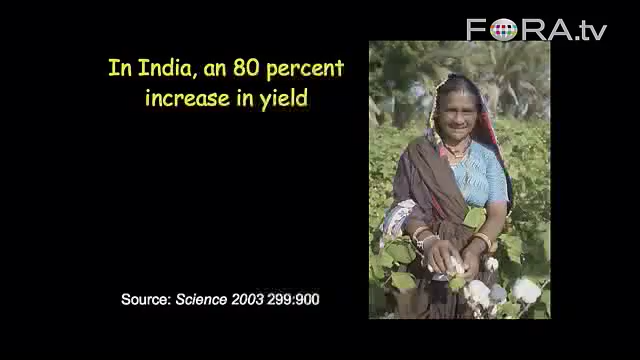 FORA.tv
In India, an 80 percent
increase in yield
Source: Science 2003 299:900